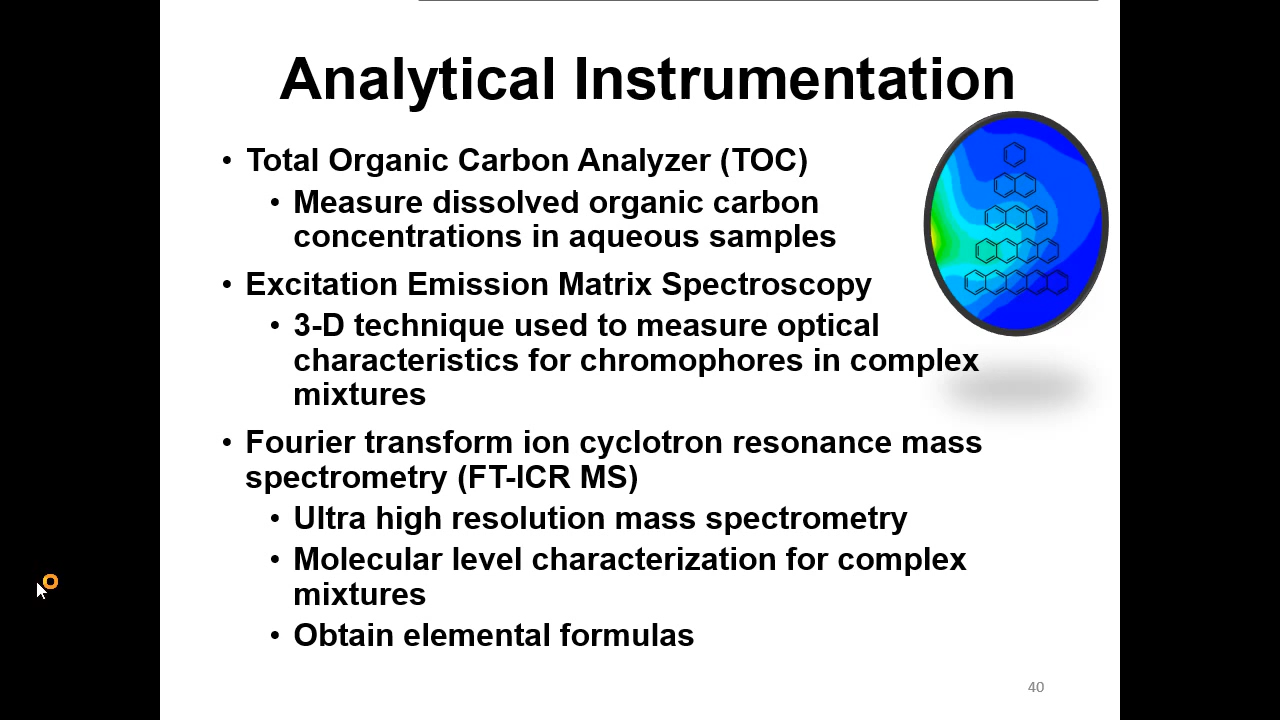 Analytical Instrumentation
• Total Organic Carbon Analyzer (TOC)
• Measure dissolved organic carbon
concentrations in aqueous samples
• Excitation Emission Matrix Spectroscopy
• 3-D technique used to measure optical
characteristics for chromophores in complex
mixtures
• Fourier transform ion cyclotron resonance mass
spectrometry (FT-ICR MS)
• Ultra high resolution mass spectrometry
• Molecular level characterization for complex
mixtures
• Obtain elemental formulas
40